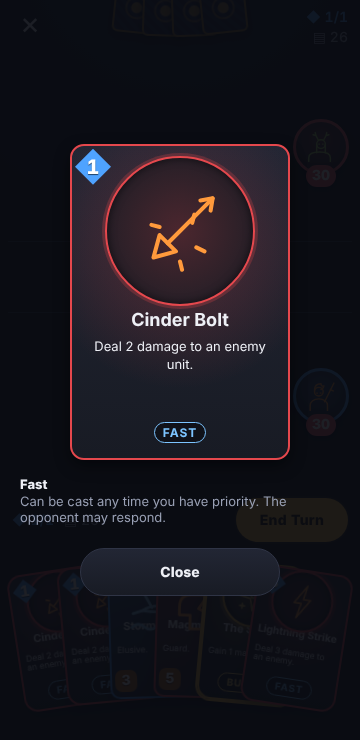 1/1
26
30
1
Cinder Bolt
Deal 2 damage to an enemy
unit.
FAST
30
Fast
Can be cast any time you have priority. The
opponent may respond.
End Turn
Close
Lightning Strike
Deal 3 damage to
an enemy.
3
5
FAST